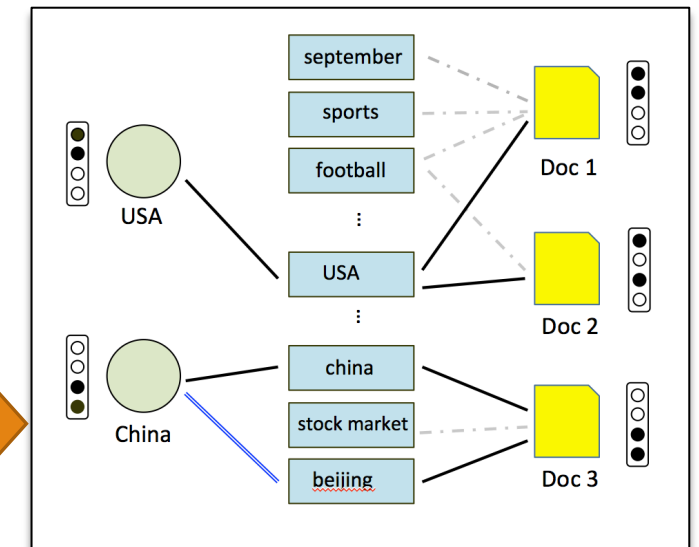 september
sports
football
⋮
USA
⋮
china
stock market
beijing
USA
China
Doc 1
Doc 2
Doc 3